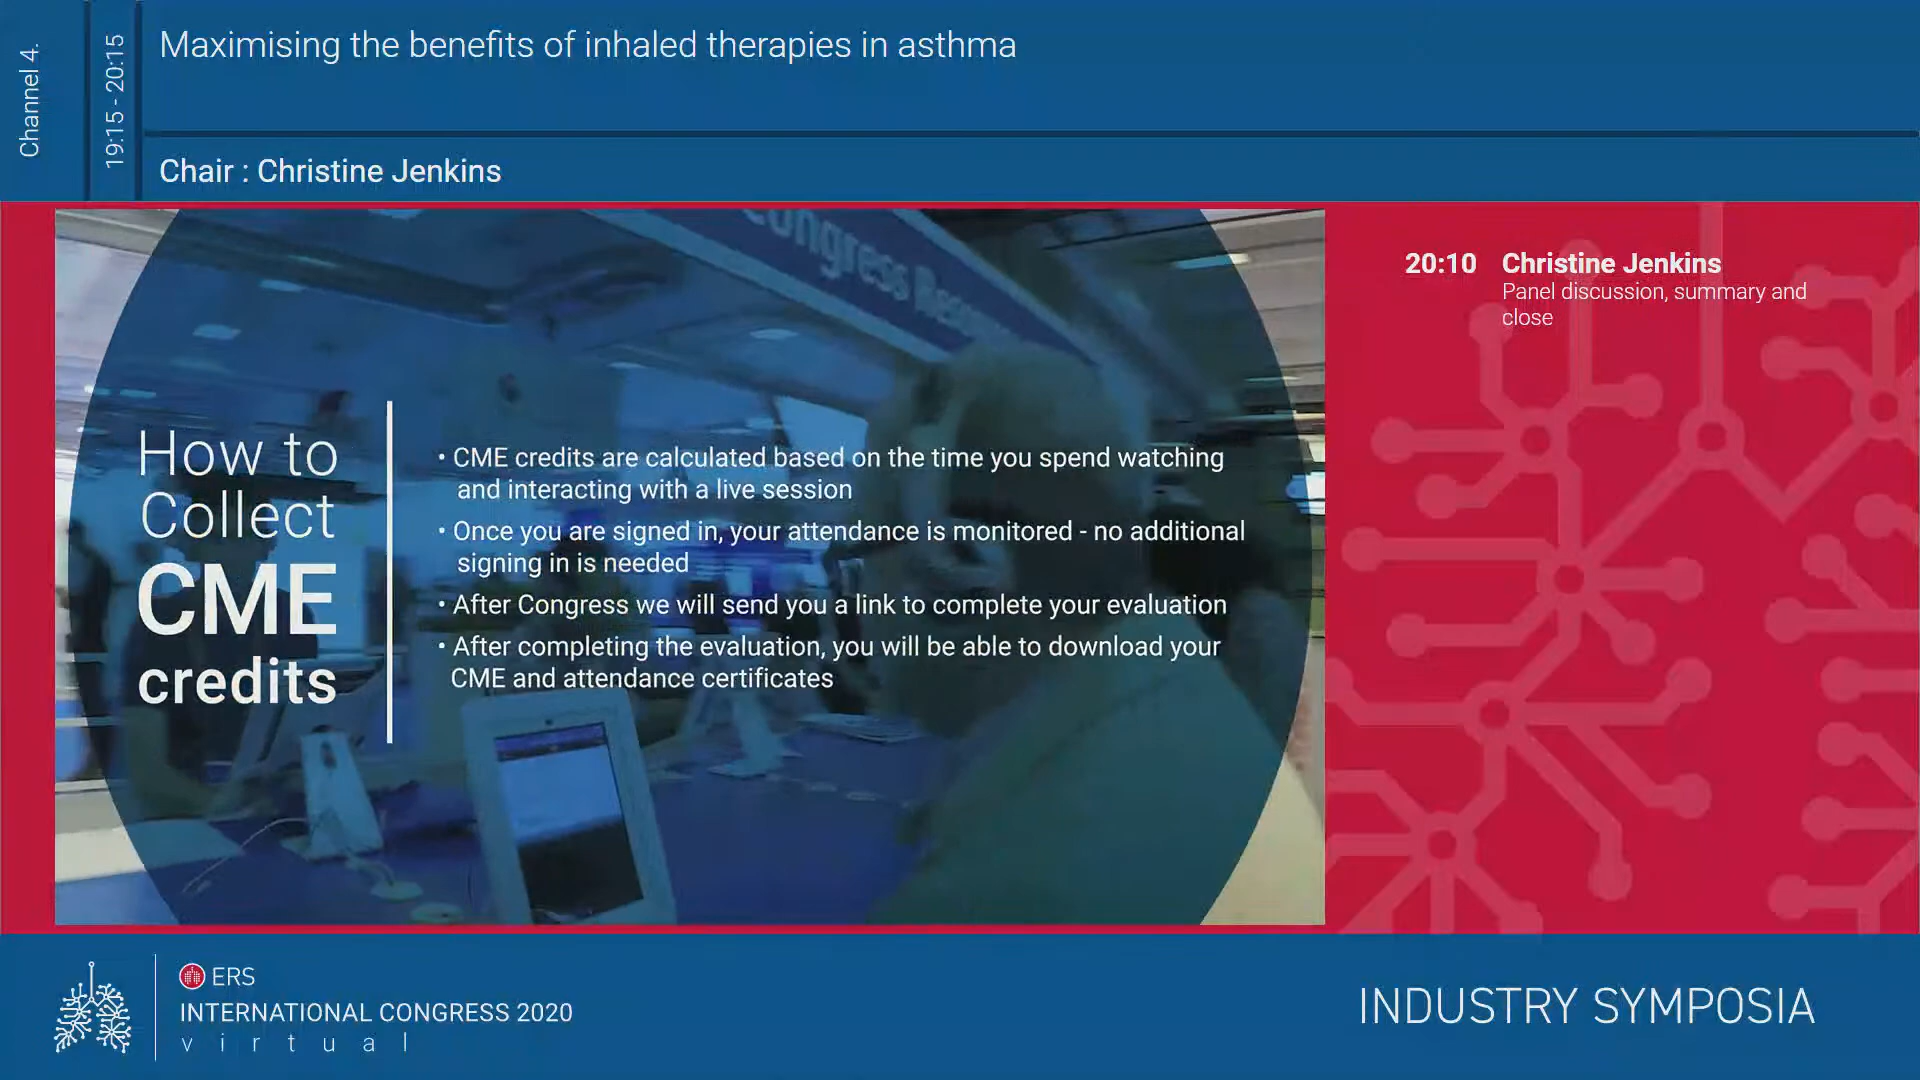 Channel 4.
19:15 - 20:15
Maximising the benefits of inhaled therapies in asthma
Chair : Christine Jenkins
Congress
How to
Collect
CME
credits
• CME credits are calculated based on the time you spend watching
and interacting with a live session
• Once you are signed in, your attendance is monitored - no additional
signing in is needed
• After Congress we will send you a link to complete your evaluation
• After completing the evaluation, you will be able to download your
CME and attendance certificates
20:10 Christine Jenkins
Panel discussion, summary and
close
ERS
INTERNATIONAL CONGRESS 2020
virtual
INDUSTRY SYMPOSIA